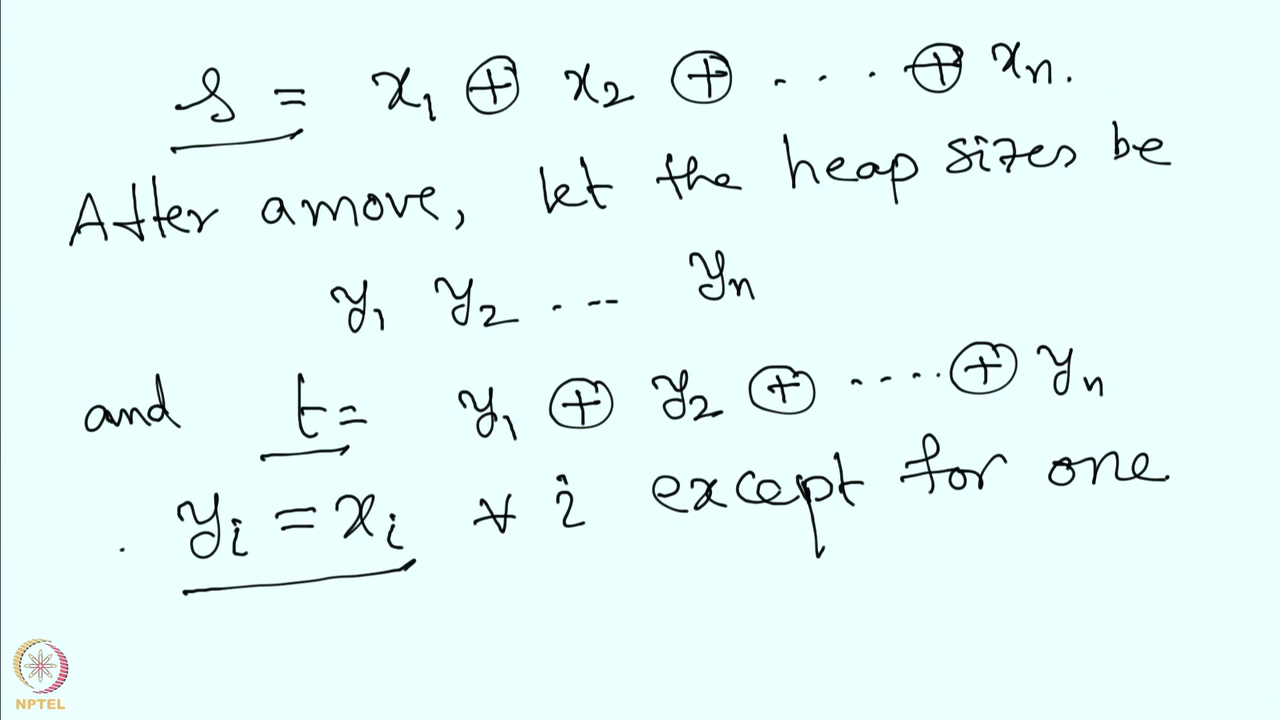 s = x₁ ⊕ x₂ ⊕ ... ⊕ xₙ.
After a move, let the heap sizes be
y₁ y₂ ... yₙ
and t = y₁ ⊕ y₂ ⊕ .... ⊕ yₙ
yᵢ = xᵢ ∀ i except for one
NPTEL